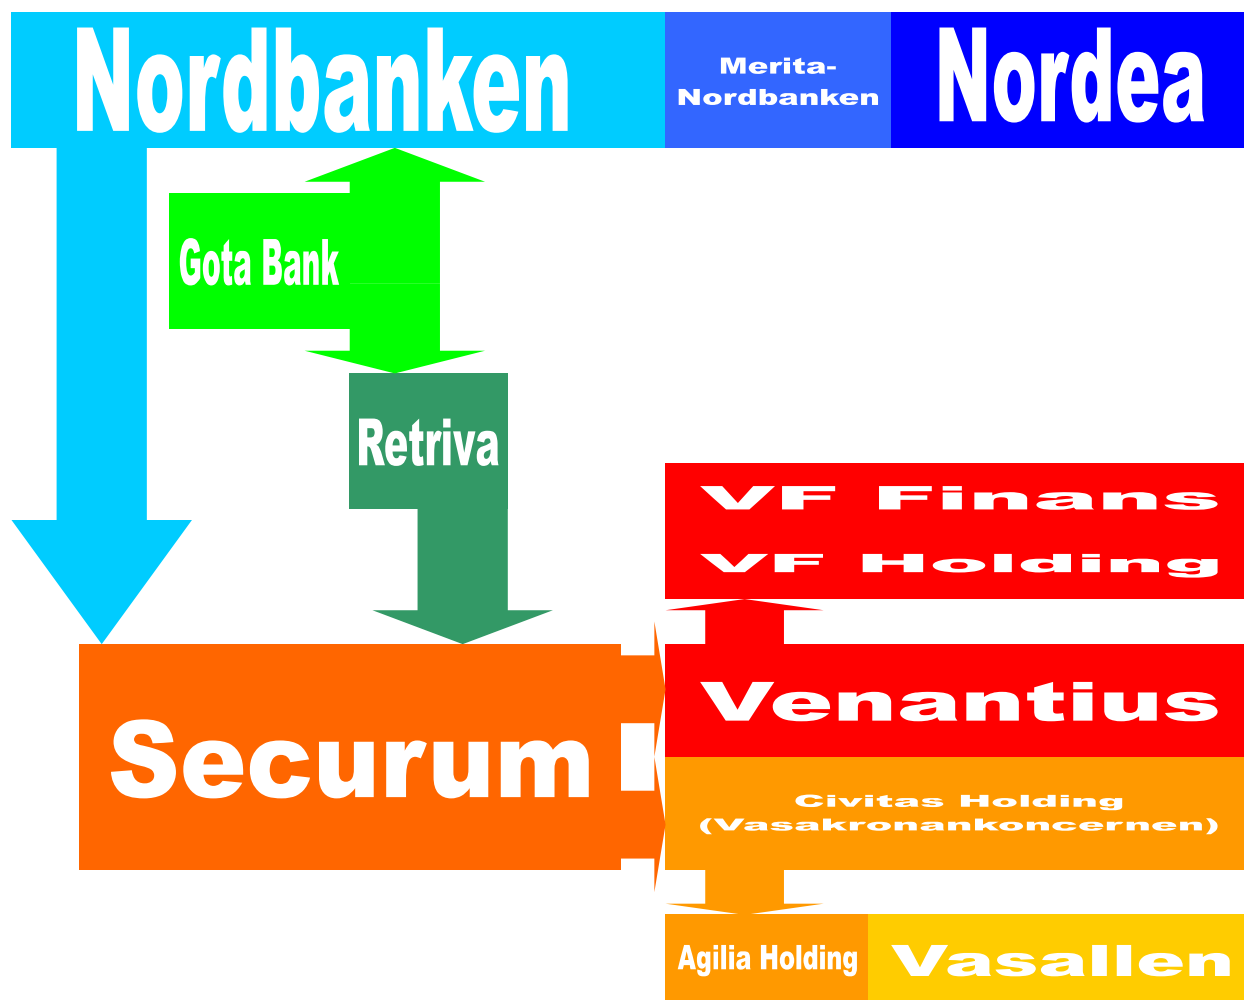 Nordbanken
Merita-
Nordbanken
Nordea
Gota Bank
Retriva
VF Finans
VF Holding
Securum
Venantius
Civitas Holding
(Vasakronankoncernen)
Agilia Holding
Vasallen